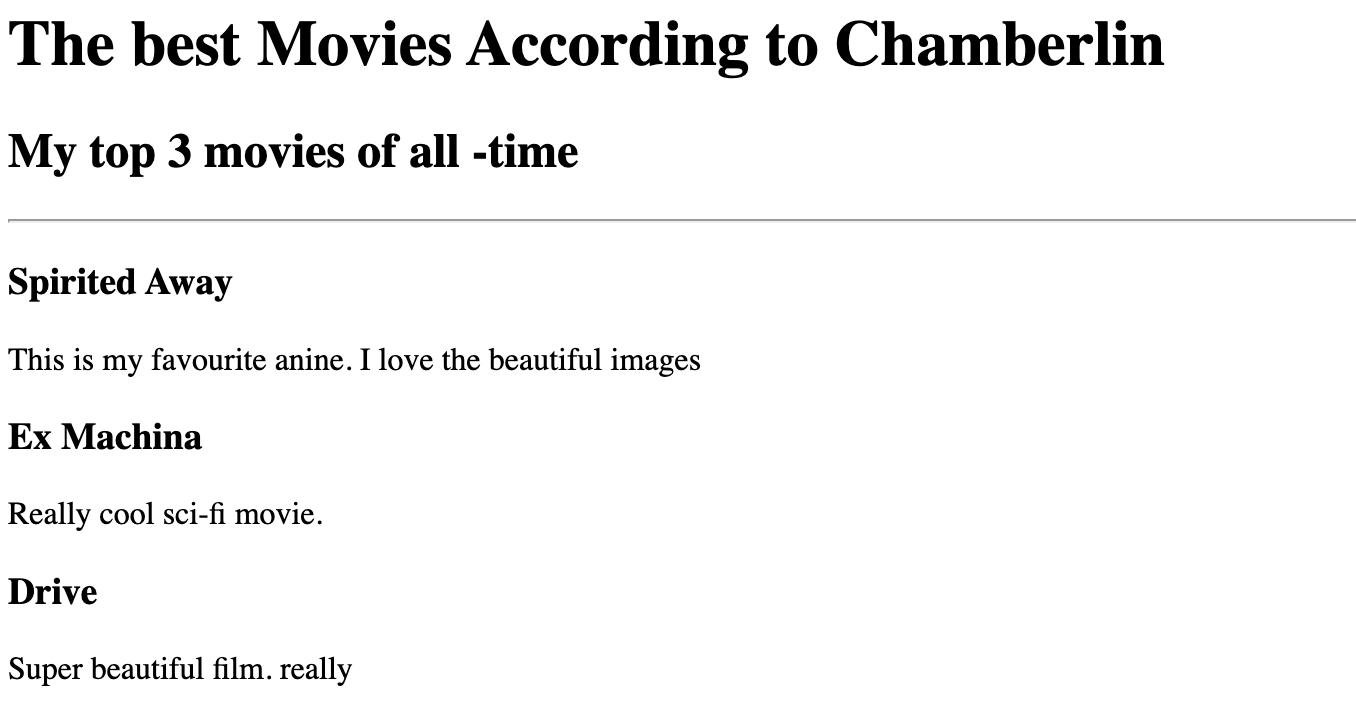 The best Movies According to Chamberlin
My top 3 movies of all -time
Spirited Away
This is my favourite anine. I love the beautiful images
Ex Machina
Really cool sci-fi movie.
Drive
Super beautiful film. really